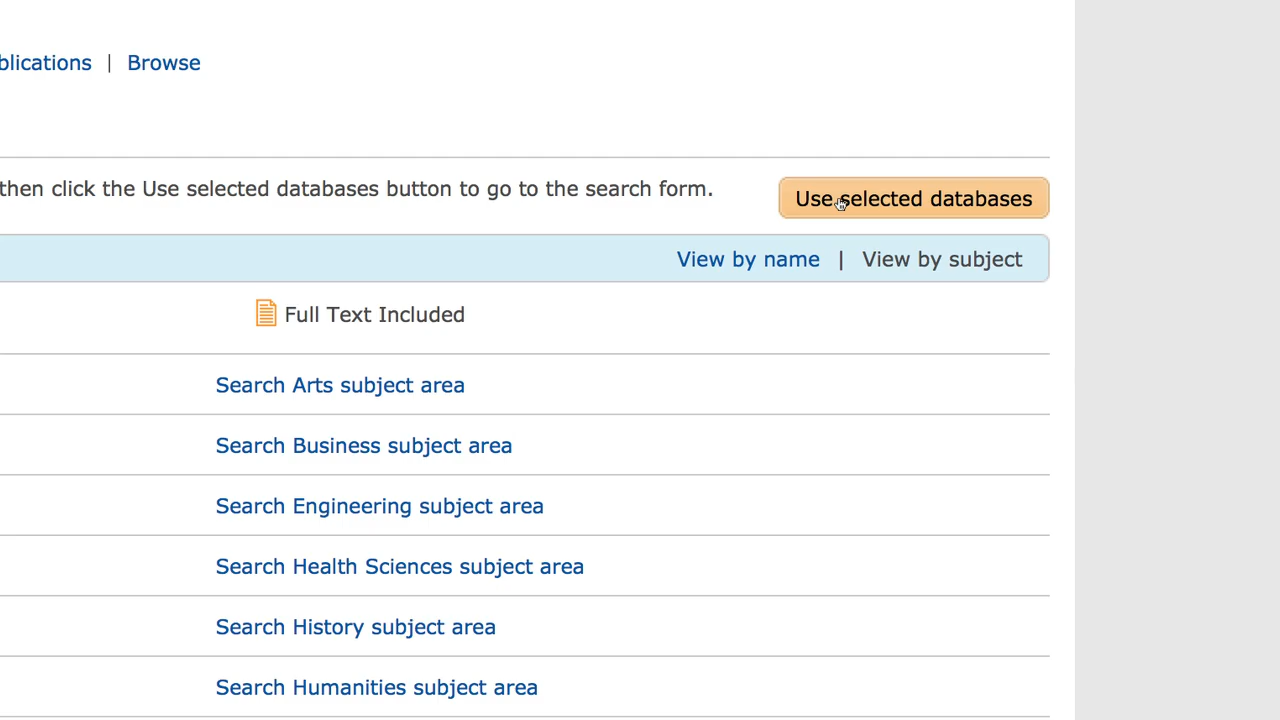 blications | Browse
then click the Use selected databases button to go to the search form.
Use selected databases
View by name | View by subject
Full Text Included
Search Arts subject area
Search Business subject area
Search Engineering subject area
Search Health Sciences subject area
Search History subject area
Search Humanities subject area